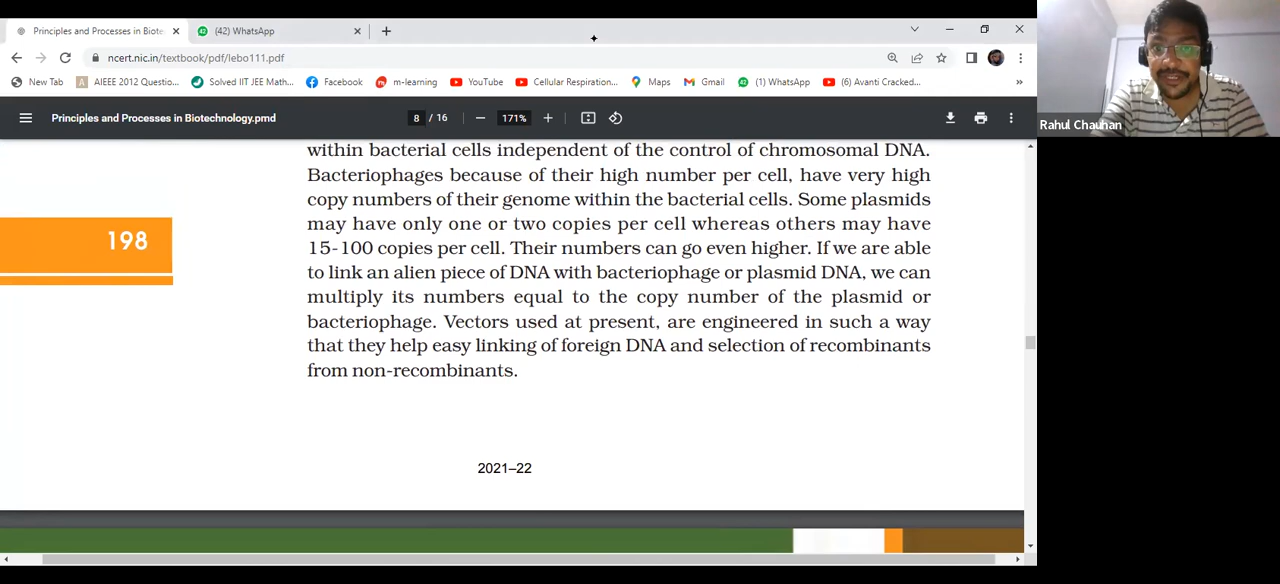 Principles and Processes in Biote
(42) WhatsApp
ncert.nic.in/textbook/pdf/lebo111.pdf
New Tab
AIEEE 2012 Questio...
Solved IIT JEE Math...
Facebook
m-learning
YouTube
Cellular Respiration...
Maps
Gmail
(1) WhatsApp
(6) Avanti Cracked...
»
Principles and Processes in Biotechnology.pmd
8 / 16
171%
Rahul Chauhan
within bacterial cells independent of the control of chromosomal DNA.
Bacteriophages because of their high number per cell, have very high
copy numbers of their genome within the bacterial cells. Some plasmids
may have only one or two copies per cell whereas others may have
15-100 copies per cell. Their numbers can go even higher. If we are able
to link an alien piece of DNA with bacteriophage or plasmid DNA, we can
multiply its numbers equal to the copy number of the plasmid or
bacteriophage. Vectors used at present, are engineered in such a way
that they help easy linking of foreign DNA and selection of recombinants
from non-recombinants.
198
2021–22